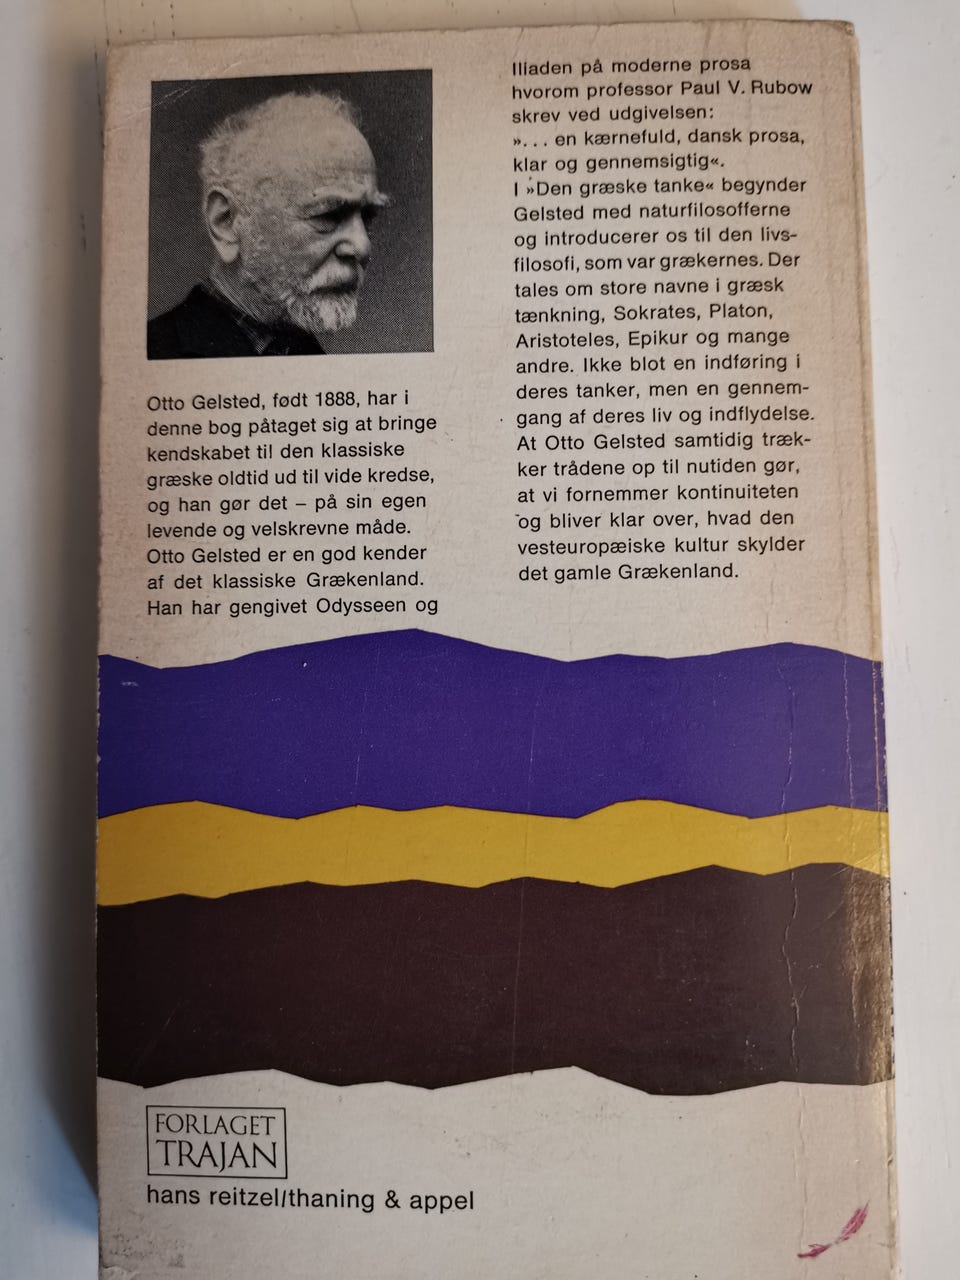 Otto Gelsted, født 1888, har i
denne bog påtaget sig at bringe
kendskabet til den klassiske
græske oldtid ud til vide kredse,
og han gør det – på sin egen
levende og velskrevne måde.
Otto Gelsted er en god kender
af det klassiske Grækenland.
Han har gengivet Odysseen og
Iliaden på moderne prosa
hvorom professor Paul V. Rubow
skrev ved udgivelsen:
»... en kærnefuld, dansk prosa,
klar og gennemsigtig«.
I »Den græske tanke« begynder
Gelsted med naturfilosofferne
og introducerer os til den livs-
filosofi, som var grækernes. Der
tales om store navne i græsk
tænkning, Sokrates, Platon,
Aristoteles, Epikur og mange
andre. Ikke blot en indføring i
deres tanker, men en gennem-
gang af deres liv og indflydelse.
At Otto Gelsted samtidig træk-
ker trådene op til nutiden gør,
at vi fornemmer kontinuiteten
og bliver klar over, hvad den
vesteuropæiske kultur skylder
det gamle Grækenland.
FORLAGET
TRAJAN
hans reitzel/thaning & appel